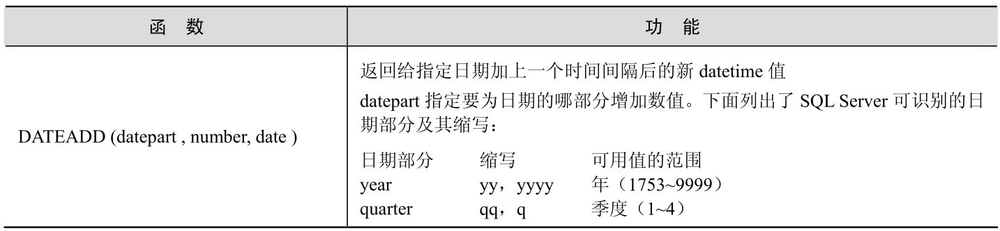 函 数 功 能
DATEADD (datepart , number, date )
返回给指定日期加上一个时间间隔后的新 datetime 值
datepart 指定要为日期的哪部分增加数值。下面列出了 SQL Server 可识别的日
期部分及其缩写：
日期部分 缩写 可用值的范围
year yy，yyyy 年（1753~9999）
quarter qq，q 季度（1~4）